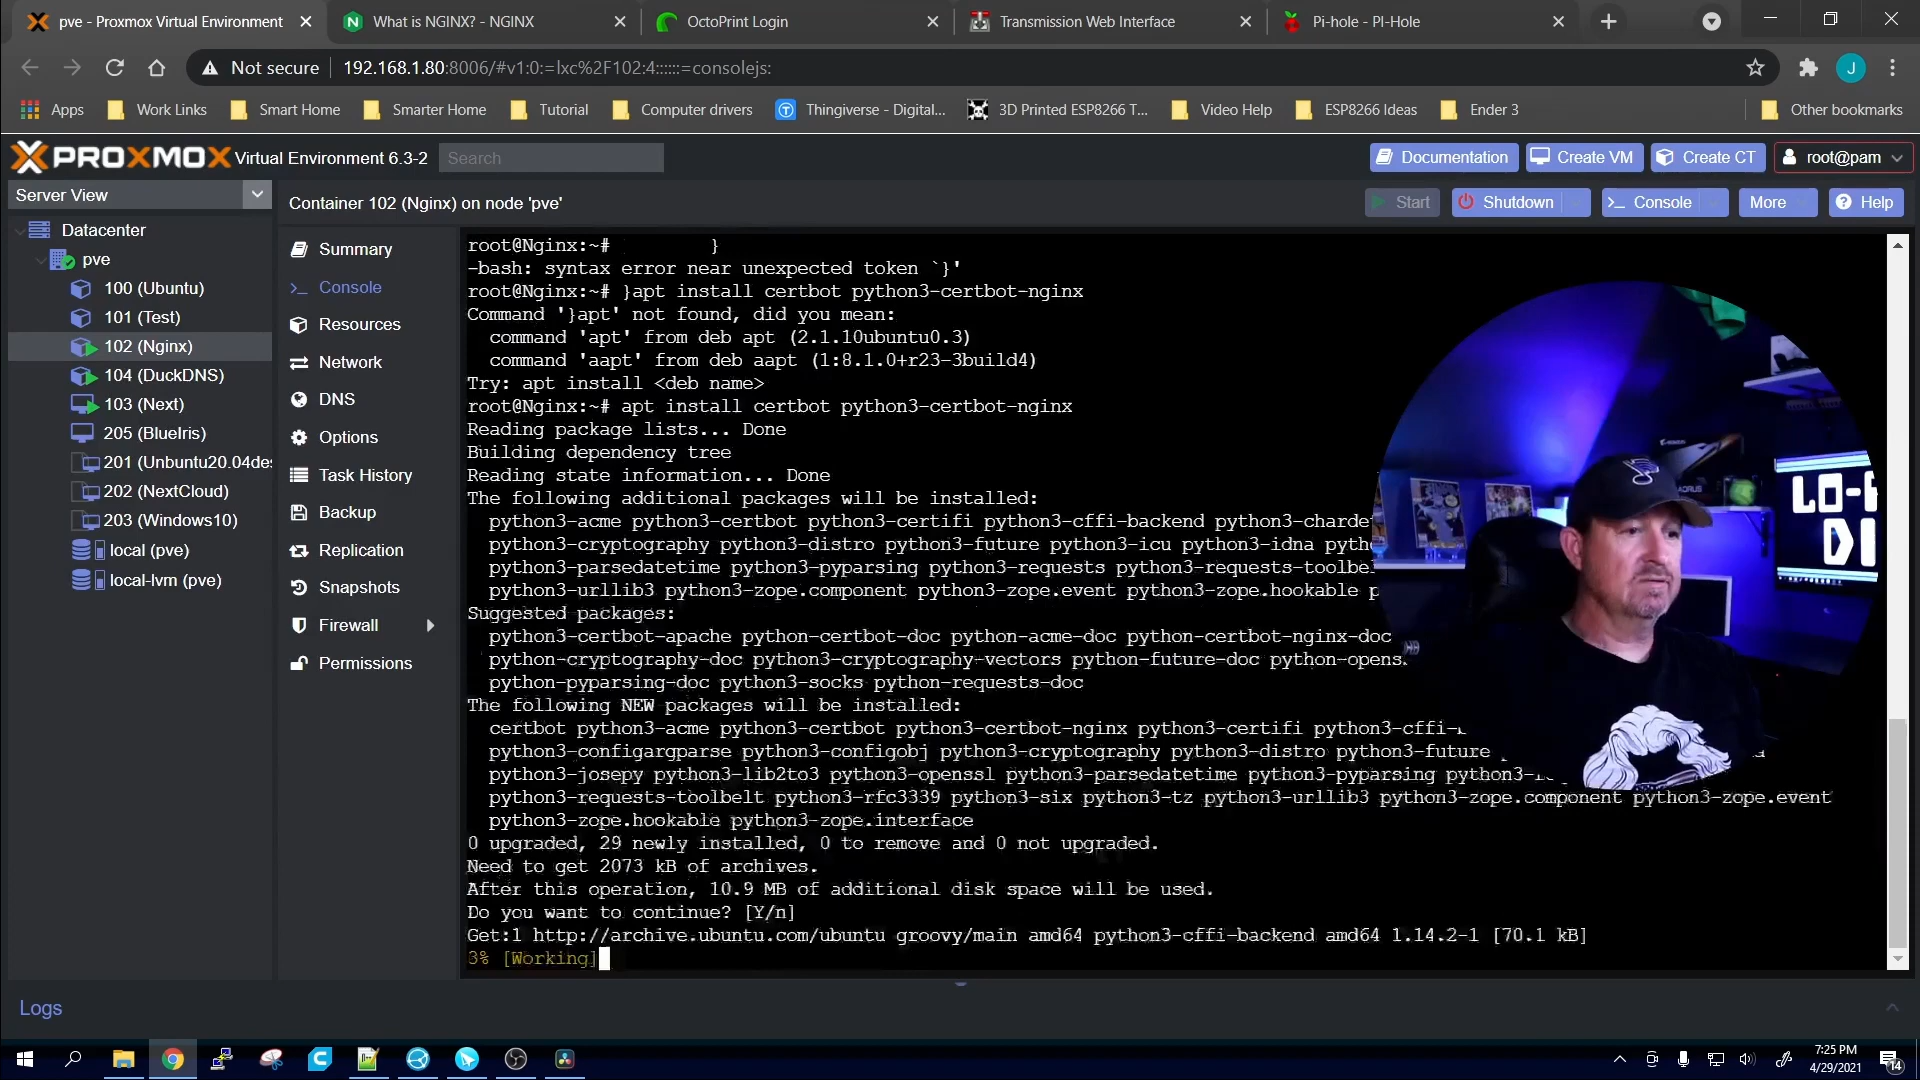 pve - Proxmox Virtual Environment
What is NGINX? - NGINX
OctoPrint Login
Transmission Web Interface
Pi-hole - PI-Hole
Not secure
192.168.1.80:8006/#v1:0:=lxc%2F102:4::::::=consolejs:
J
Apps
Work Links
Smart Home
Smarter Home
Tutorial
Computer drivers
Thingiverse - Digital...
3D Printed ESP8266 T...
Video Help
ESP8266 Ideas
Ender 3
Other bookmarks
PROXMOX Virtual Environment 6.3-2
Search
Documentation
Create VM
Create CT
root@pam
Server View
Container 102 (Nginx) on node 'pve'
Start
Shutdown
Console
More
Help
Datacenter
pve
100 (Ubuntu)
101 (Test)
102 (Nginx)
104 (DuckDNS)
103 (Next)
205 (BlueIris)
201 (Unbuntu20.04des
202 (NextCloud)
203 (Windows10)
local (pve)
local-lvm (pve)
Summary
Console
Resources
Network
DNS
Options
Task History
Backup
Replication
Snapshots
Firewall
Permissions
root@Nginx:~# }
-bash: syntax error near unexpected token `}'
root@Nginx:~# }apt install certbot python3-certbot-nginx
Command '}apt' not found, did you mean:
command 'apt' from deb apt (2.1.10ubuntu0.3)
command 'aapt' from deb aapt (1:8.1.0+r23-3build4)
Try: apt install <deb name>
root@Nginx:~# apt install certbot python3-certbot-nginx
Reading package lists... Done
Building dependency tree
Reading state information... Done
The following additional packages will be installed:
python3-acme python3-certbot python3-certifi python3-cffi-backend python3-charde
python3-cryptography python3-distro python3-future python3-icu python3-idna pyth
python3-parsedatetime python3-pyparsing python3-requests python3-requests-toolbel
python3-urllib3 python3-zope.component python3-zope.event python3-zope.hookable p
Suggested packages:
python3-certbot-apache python-certbot-doc python-acme-doc python-certbot-nginx-doc
python-cryptography-doc python3-cryptography-vectors python-future-doc python-opens
python-pyparsing-doc python3-socks python-requests-doc
The following NEW packages will be installed:
certbot python3-acme python3-certbot python3-certbot-nginx python3-certifi python3-cffi-
python3-configargparse python3-configobj python3-cryptography python3-distro python3-future
python3-josepy python3-lib2to3 python3-openssl python3-parsedatetime python3-pyparsing
python3-requests-toolbelt python3-rfc3339 python3-six python3-tz python3-urllib3 python3-zope.component python3-zope.event
python3-zope.hookable python3-zope.interface
0 upgraded, 29 newly installed, 0 to remove and 0 not upgraded.
Need to get 2073 kB of archives.
After this operation, 10.9 MB of additional disk space will be used.
Do you want to continue? [Y/n]
Get:1 http://archive.ubuntu.com/ubuntu groovy/main amd64 python3-cffi-backend amd64 1.14.2-1 [70.1 kB]
3% [Working]
LO-
DI
Logs
7:25 PM
4/29/2021
14